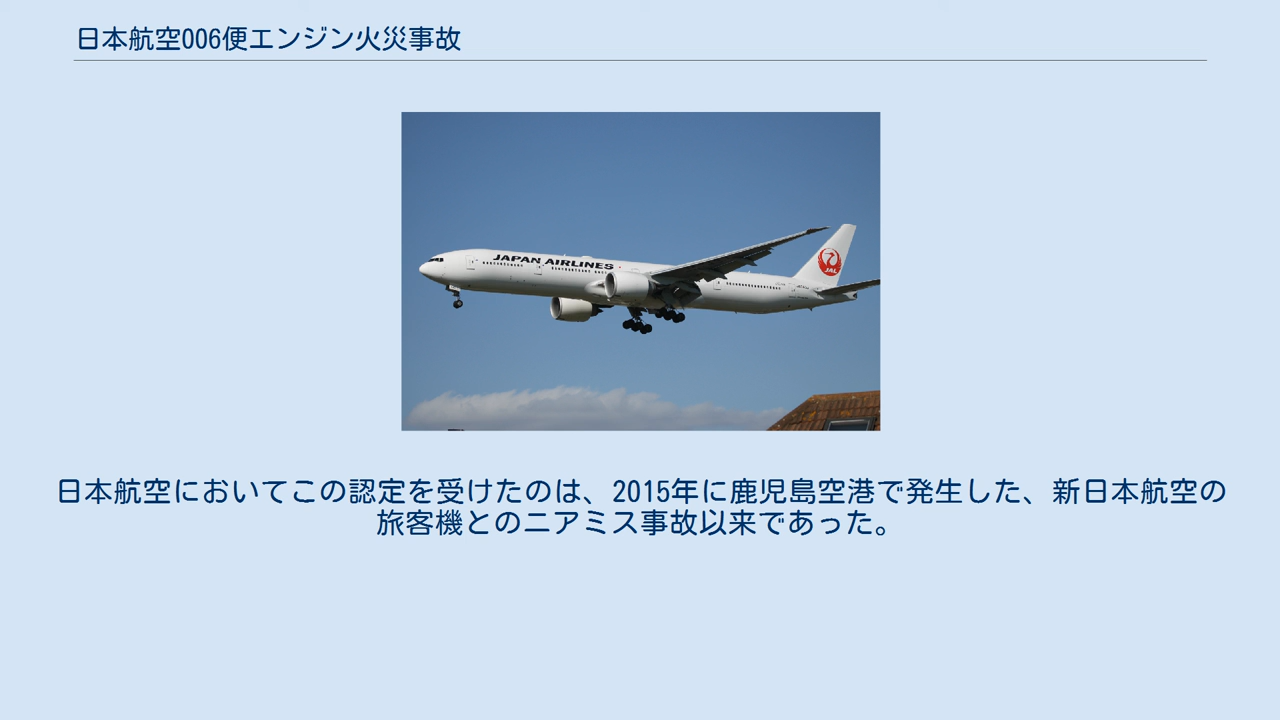 日本航空006便エンジン火災事故
JAPAN AIRLINES
JAL
日本航空においてこの認定を受けたのは、2015年に鹿児島空港で発生した、新日本航空の
旅客機とのニアミス事故以来であった。